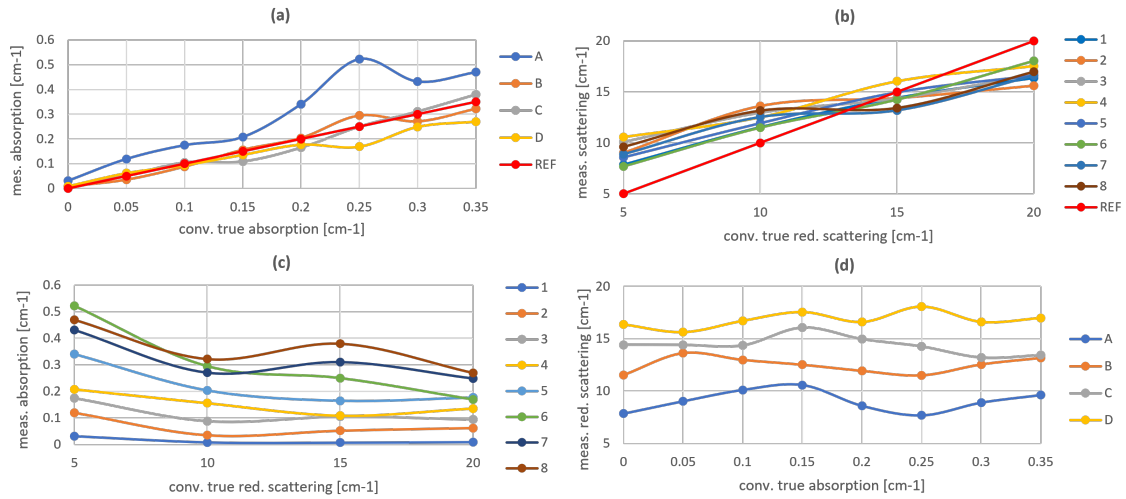 (a)
mes. absorption [cm-1]
0.6
0.5
0.4
0.3
0.2
0.1
0
0 0.05 0.1 0.15 0.2 0.25 0.3 0.35
conv. true absorption [cm-1]
A
B
C
D
REF
(b)
meas. scattering [cm-1]
20
15
10
5
5 10 15 20
conv. true red. scattering [cm-1]
1
2
3
4
5
6
7
8
REF
(c)
meas. absorption [cm-1]
0.6
0.5
0.4
0.3
0.2
0.1
0
5 10 15 20
conv. true red. scattering [cm-1]
1
2
3
4
5
6
7
8
(d)
meas. red. scattering [cm-1]
20
15
10
5
0 0.05 0.1 0.15 0.2 0.25 0.3 0.35
conv. true absorption [cm-1]
A
B
C
D